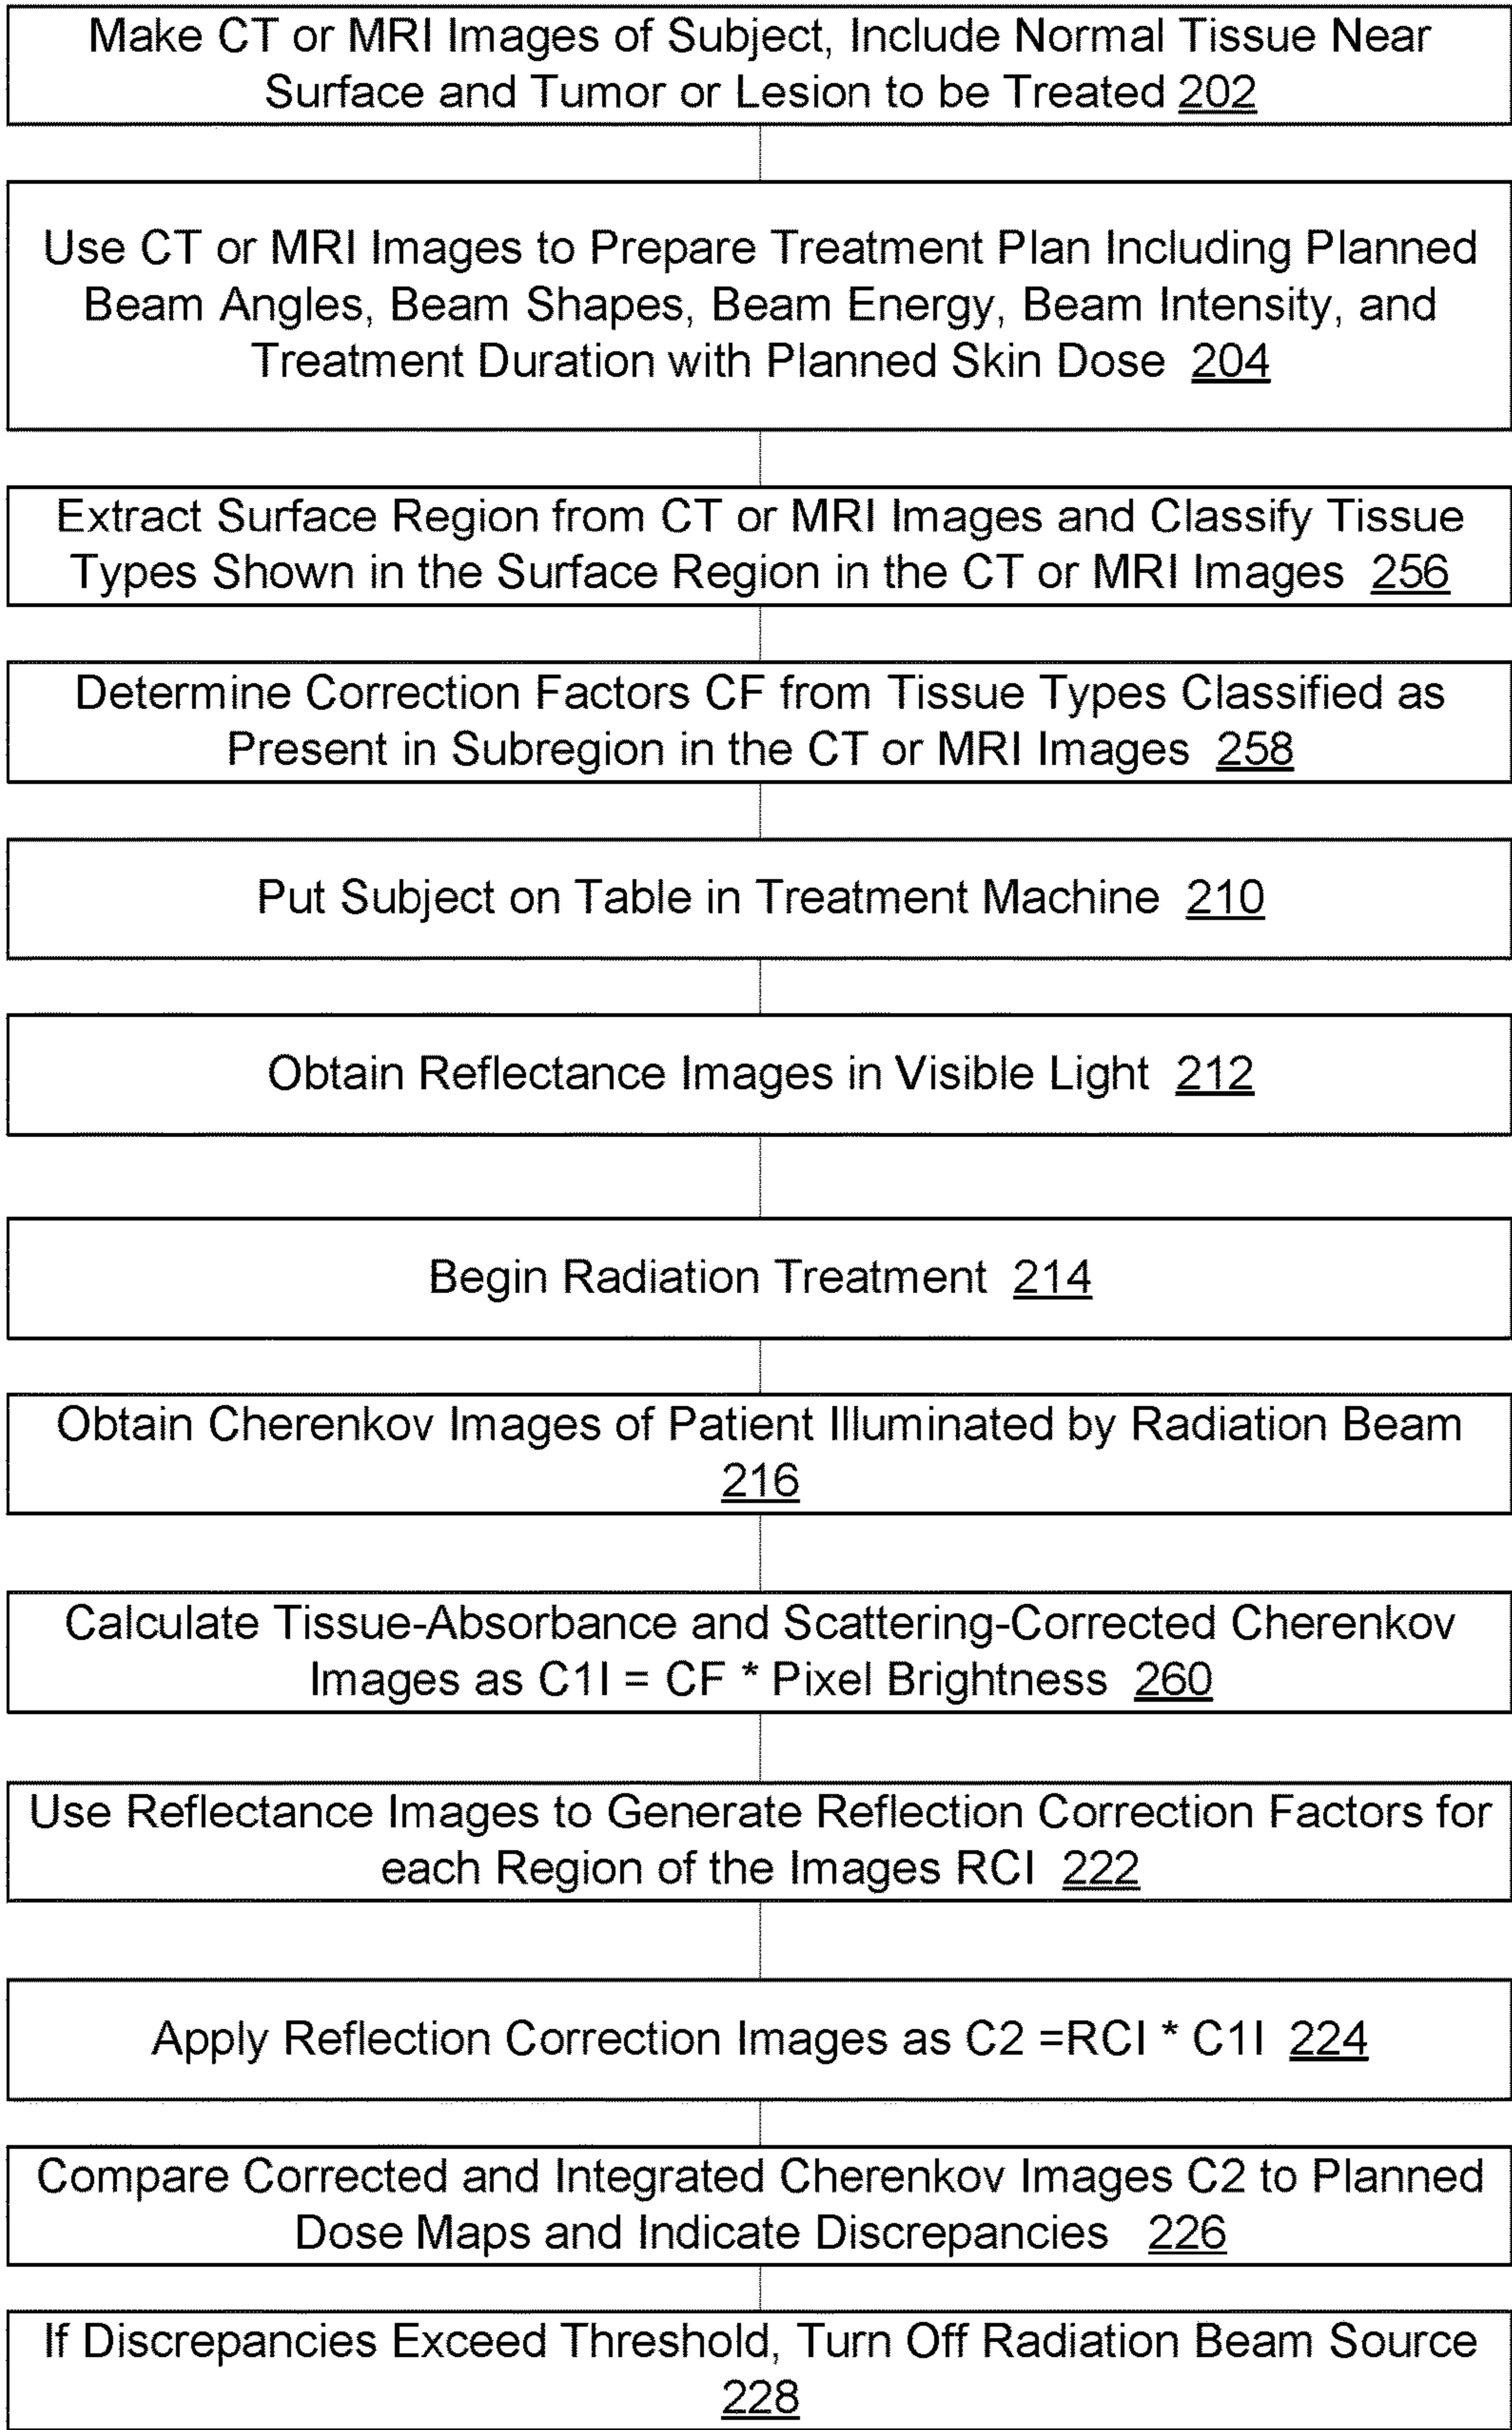 Make CT or MRI Images of Subject, Include Normal Tissue Near
Surface and Tumor or Lesion to be Treated 202
Use CT or MRI Images to Prepare Treatment Plan Including Planned
Beam Angles, Beam Shapes, Beam Energy, Beam Intensity, and
Treatment Duration with Planned Skin Dose 204
Extract Surface Region from CT or MRI Images and Classify Tissue
Types Shown in the Surface Region in the CT or MRI Images 256
Determine Correction Factors CF from Tissue Types Classified as
Present in Subregion in the CT or MRI Images 258
Put Subject on Table in Treatment Machine 210
Obtain Reflectance Images in Visible Light 212
Begin Radiation Treatment 214
Obtain Cherenkov Images of Patient Illuminated by Radiation Beam
216
Calculate Tissue-Absorbance and Scattering-Corrected Cherenkov
Images as C1I = CF * Pixel Brightness 260
Use Reflectance Images to Generate Reflection Correction Factors for
each Region of the Images RCI 222
Apply Reflection Correction Images as C2 =RCI * C1I 224
Compare Corrected and Integrated Cherenkov Images C2 to Planned
Dose Maps and Indicate Discrepancies 226
If Discrepancies Exceed Threshold, Turn Off Radiation Beam Source
228